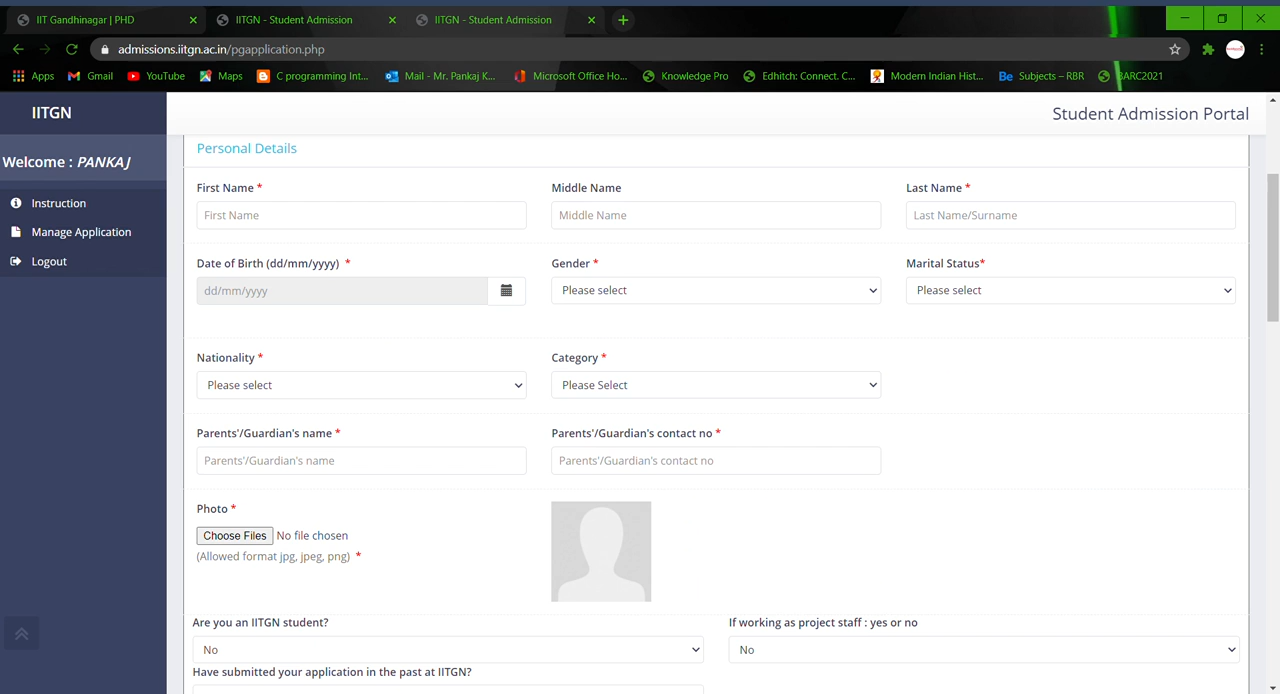 IIT Gandhinagar | PHD
IITGN - Student Admission
IITGN - Student Admission
admissions.iitgn.ac.in/pgapplication.php
Apps
Gmail
YouTube
Maps
C programming Int...
Mail - Mr. Pankaj K...
Microsoft Office Ho...
Knowledge Pro
Edhitch: Connect. C...
Modern Indian Hist...
Be Subjects – RBR
BARC2021
IITGN
Student Admission Portal
Welcome : PANKAJ
Instruction
Manage Application
Logout
Personal Details
First Name *
Middle Name
Last Name *
First Name
Middle Name
Last Name/Surname
Date of Birth (dd/mm/yyyy) *
Gender *
Marital Status*
dd/mm/yyyy
Please select
Please select
Nationality *
Category *
Please select
Please Select
Parents'/Guardian's name *
Parents'/Guardian's contact no *
Parents'/Guardian's name
Parents'/Guardian's contact no
Photo *
Choose Files No file chosen
(Allowed format jpg, jpeg, png) *
Are you an IITGN student?
If working as project staff : yes or no
No
No
Have submitted your application in the past at IITGN?